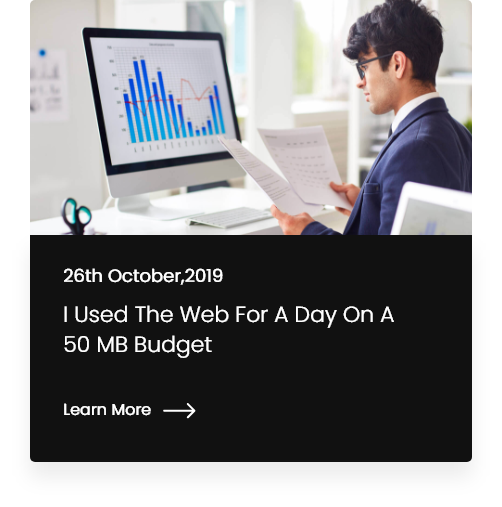 26th October,2019
I Used The Web For A Day On A
50 MB Budget
Learn More